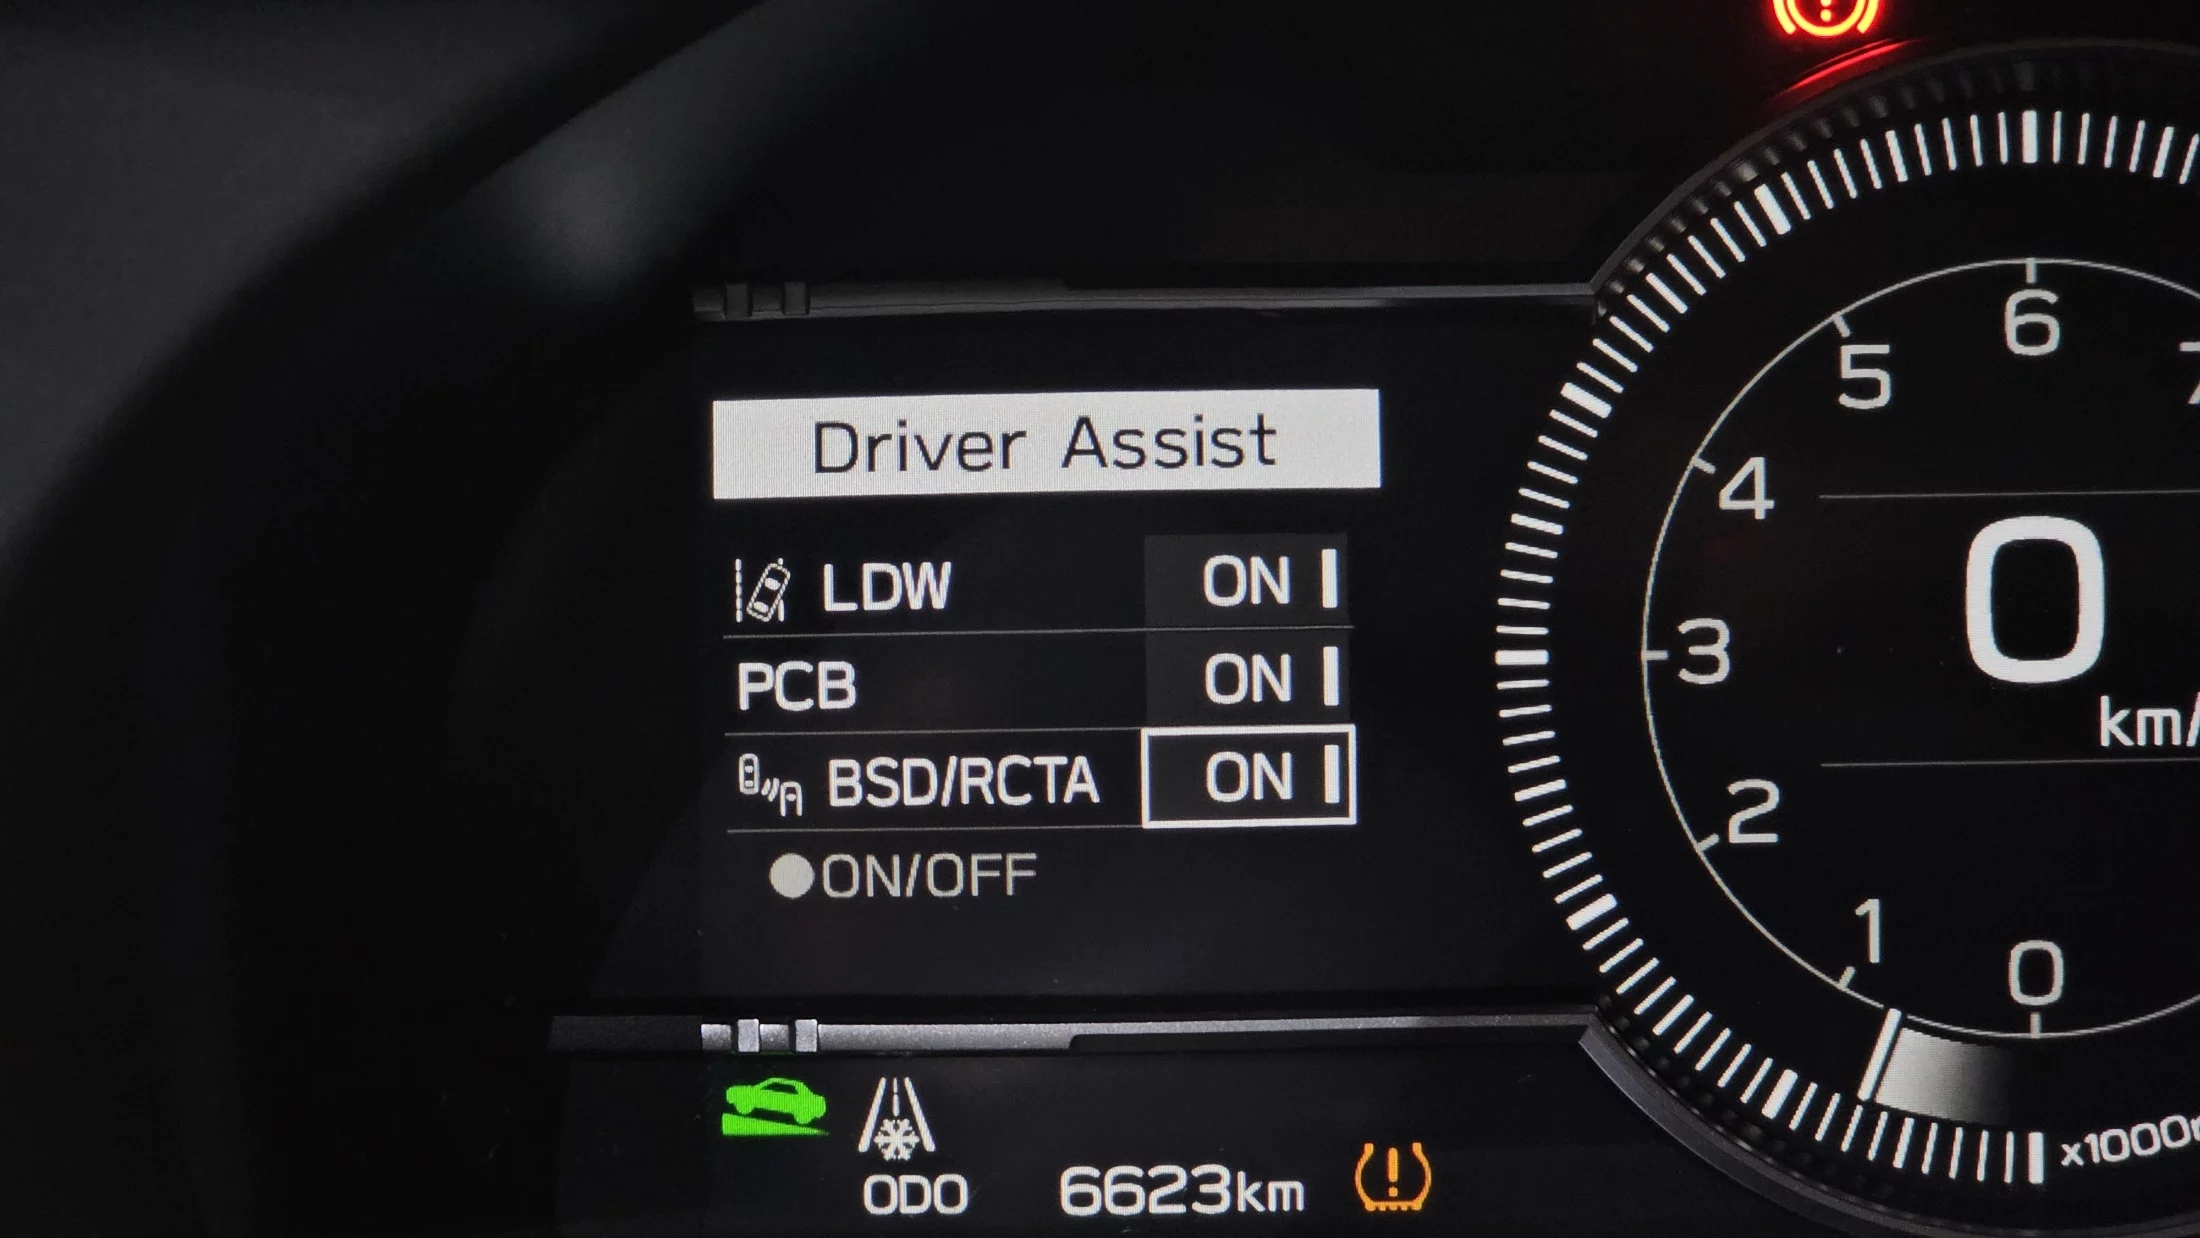 Driver Assist
LDW ON
PCB ON
BSD/RCTA ON
●ON/OFF
6
5
4
3
2
1
0
0
km/
x1000r
ODO 6623km